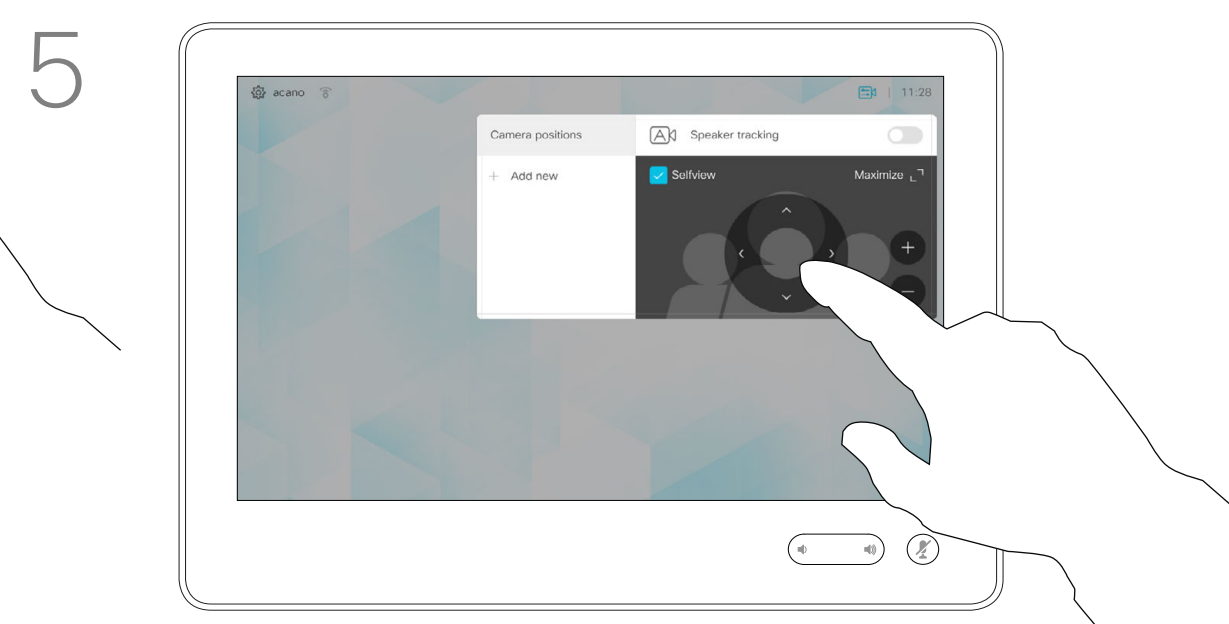 5
acano
11:28
Camera positions
Speaker tracking
Add new
Selfview
Maximize